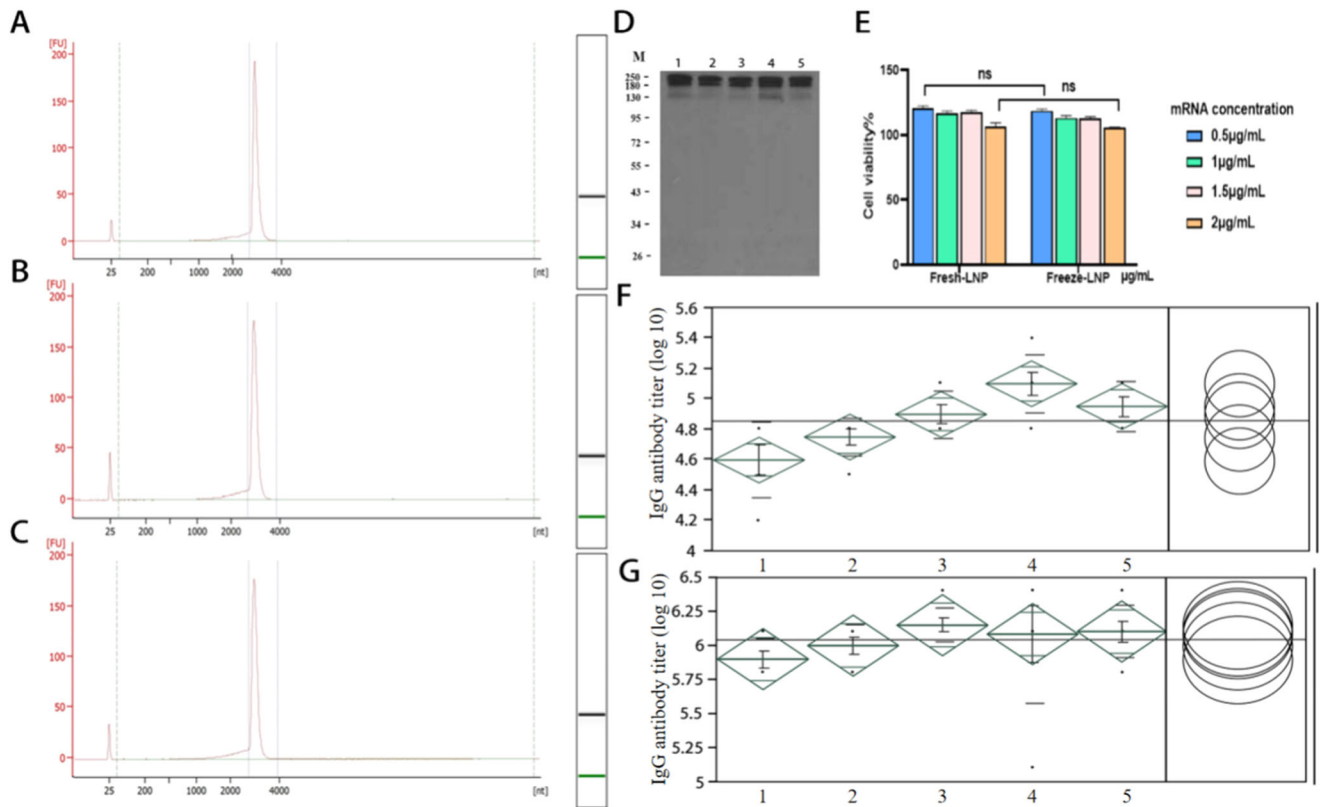 A
[FU]
200
150
100
50
0
25 200 1000 2000 4000 [nt]
B
[FU]
200
150
100
50
0
25 200 1000 2000 4000 [nt]
C
[FU]
200
150
100
50
0
25 200 1000 2000 4000 [nt]
D
M 1 2 3 4 5
250
180
130
95
72
55
43
34
26
E
Cell viability%
150
100
50
0
ns
ns
Fresh-LNP Freeze-LNP µg/mL
mRNA concentration
0.5µg/mL
1µg/mL
1.5µg/mL
2µg/mL
F
IgG antibody titer (log 10)
5.6
5.4
5.2
5
4.8
4.6
4.4
4.2
4
1 2 3 4 5
G
IgG antibody titer (log 10)
6.5
6.25
6
5.75
5.5
5.25
5
1 2 3 4 5